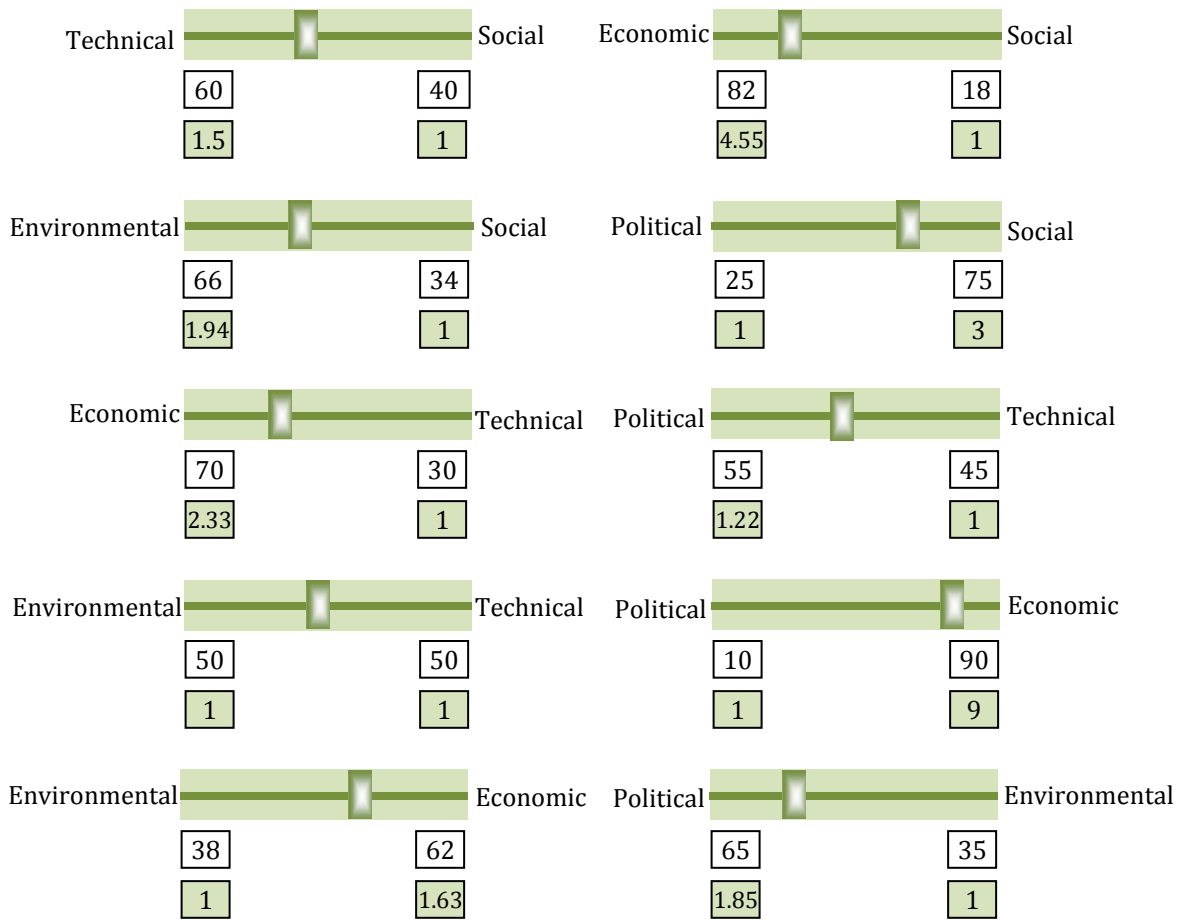 Technical Social
60 40
1.5 1
Economic Social
82 18
4.55 1
Environmental Social
66 34
1.94 1
Political Social
25 75
1 3
Economic Technical
70 30
2.33 1
Political Technical
55 45
1.22 1
Environmental Technical
50 50
1 1
Political Economic
10 90
1 9
Environmental Economic
38 62
1 1.63
Political Environmental
65 35
1.85 1